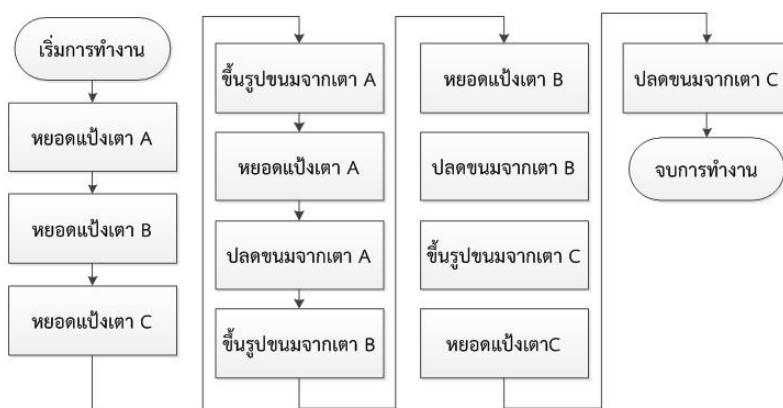 เริ่มการทำงาน
หยอดแป้งเตา A
หยอดแป้งเตา B
หยอดแป้งเตา C
ขึ้นรูปขนมจากเตา A
หยอดแป้งเตา A
ปลดขนมจากเตา A
ขึ้นรูปขนมจากเตา B
หยอดแป้งเตา B
ปลดขนมจากเตา B
ขึ้นรูปขนมจากเตา C
หยอดแป้งเตาC
ปลดขนมจากเตา C
จบการทำงาน